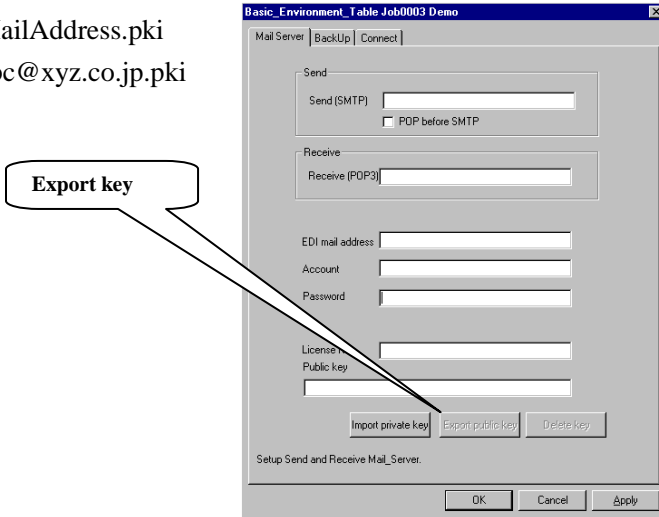 ailAddress.pki
c@xyz.co.jp.pki
Export key
Basic_Environment_Table Job0003 Demo
Mail Server
BackUp
Connect
Send
Send (SMTP)
POP before SMTP
Receive
Receive (POP3)
EDI mail address
Account
Password
License
Public key
Import private key
Export public key
Delete key
Setup Send and Receive Mail_Server.
OK
Cancel
Apply